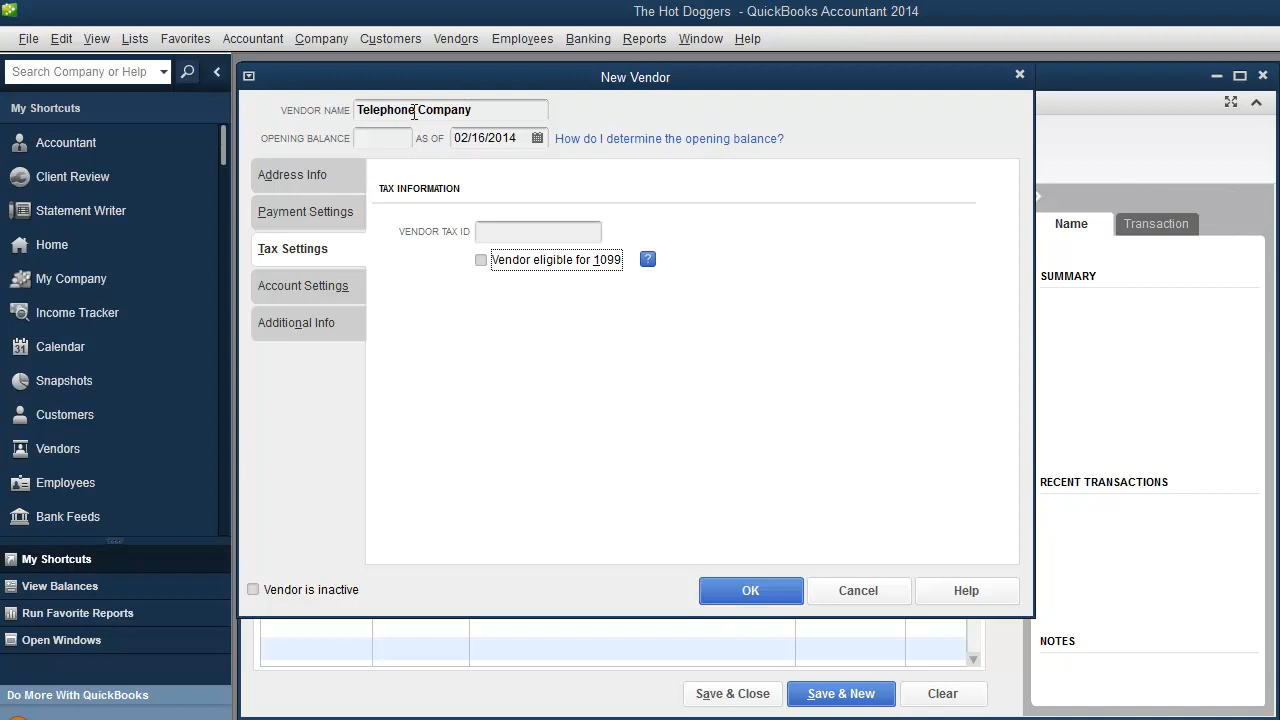 The Hot Doggers - QuickBooks Accountant 2014
File Edit View Lists Favorites Accountant Company Customers Vendors Employees Banking Reports Window Help
Search Company or Help
My Shortcuts
Accountant
Client Review
Statement Writer
Home
My Company
Income Tracker
Calendar
31
Snapshots
Customers
Vendors
Employees
Bank Feeds
My Shortcuts
View Balances
Run Favorite Reports
Open Windows
Do More With QuickBooks
New Vendor
VENDOR NAME Telephone Company
OPENING BALANCE AS OF 02/16/2014 How do I determine the opening balance?
Address Info
Payment Settings
Tax Settings
Account Settings
Additional Info
TAX INFORMATION
VENDOR TAX ID
Vendor eligible for 1099 ?
Vendor is inactive
OK Cancel Help
Save & Close Save & New Clear
Name Transaction
SUMMARY
RECENT TRANSACTIONS
NOTES